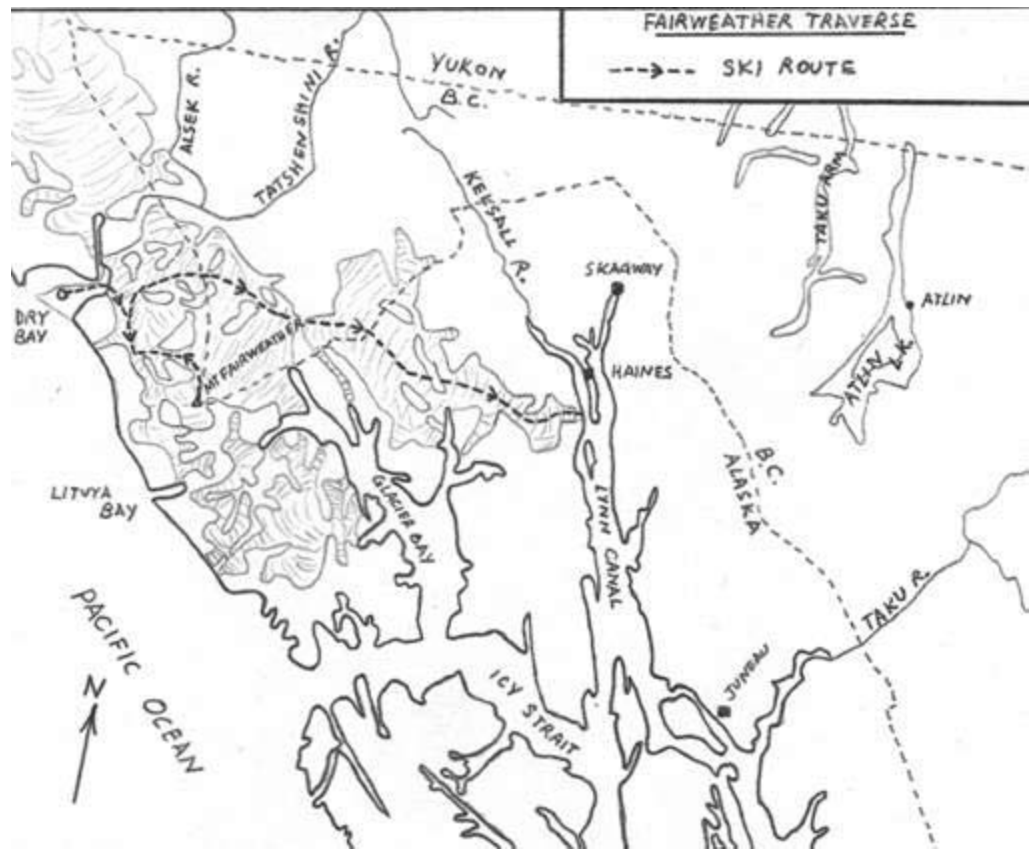 FAIRWEATHER TRAVERSE
SKI ROUTE
YUKON
B.C.
ALSEK R.
TATSHENSHINI R.
KELSALL R.
TAKU ARM
SKAGWAY
ATLIN
ATLIN LK.
DRY
BAY
MT FAIRWEATHER
HAINES
LITUYA
BAY
GLACIER BAY
LYNN CANAL
B.C.
ALASKA
TAKU R.
PACIFIC
OCEAN
N
ICY STRAIT
JUNEAU